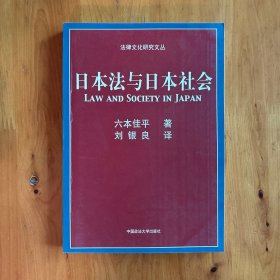 法律文化研究文丛
日本法与日本社会
LAW AND SOCIETY IN JAPAN
六本佳平 著
刘银良 译
中国政法大学出版社